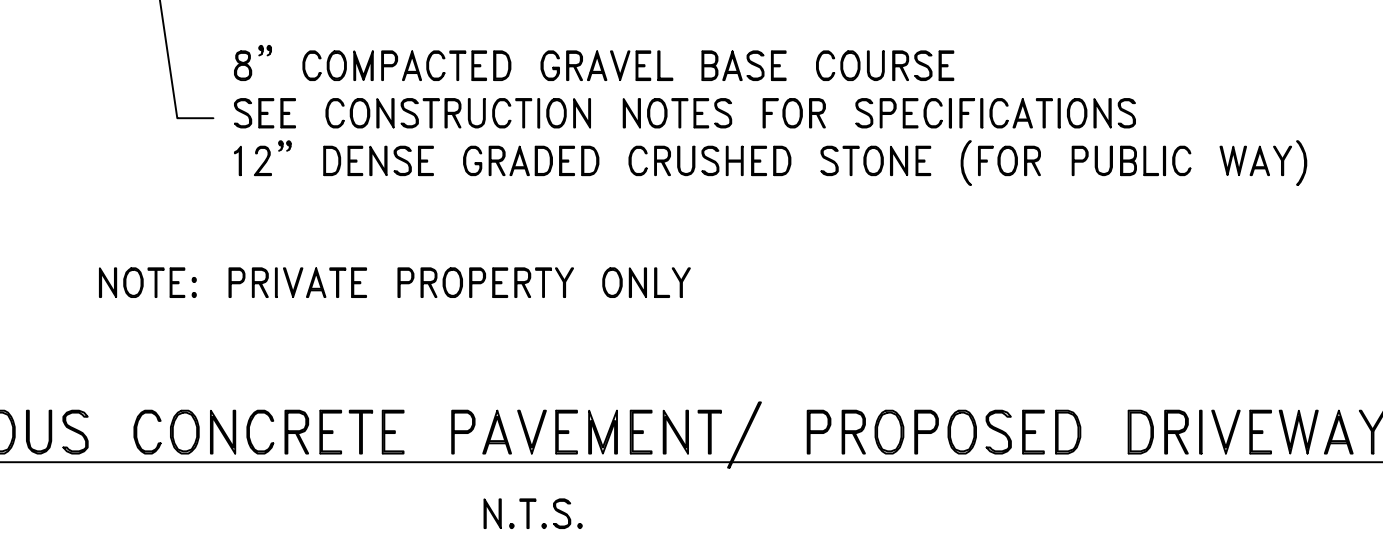 8” COMPACTED GRAVEL BASE COURSE
SEE CONSTRUCTION NOTES FOR SPECIFICATIONS
12” DENSE GRADED CRUSHED STONE (FOR PUBLIC WAY)
NOTE: PRIVATE PROPERTY ONLY
OUS CONCRETE PAVEMENT/ PROPOSED DRIVEWAY
N.T.S.